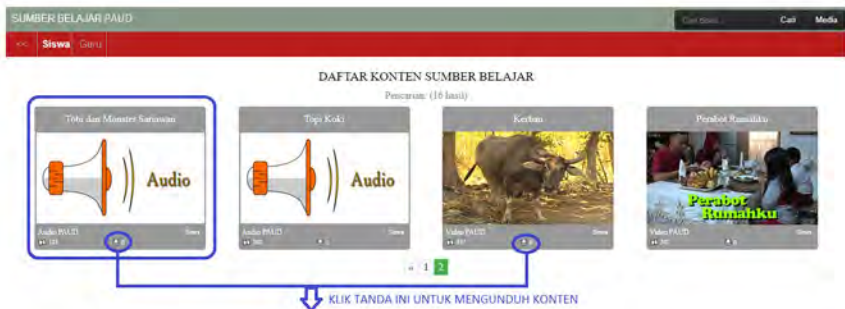 SUMBER BELAJAR PAUD
Cari Media
<< Siswa Guru
DAFTAR KONTEN SUMBER BELAJAR
Pencarian: (16 hasil)
Tobi dan Monster Sariawan
Topi Koki
Kerbau
Perabot Rumahku
Audio
Audio
Perabot
Rumahku
Audio PAUD Siswa
Audio PAUD Siswa
Video PAUD Siswa
Video PAUD Siswa
« 1 2
KLIK TANDA INI UNTUK MENGUNDUH KONTEN